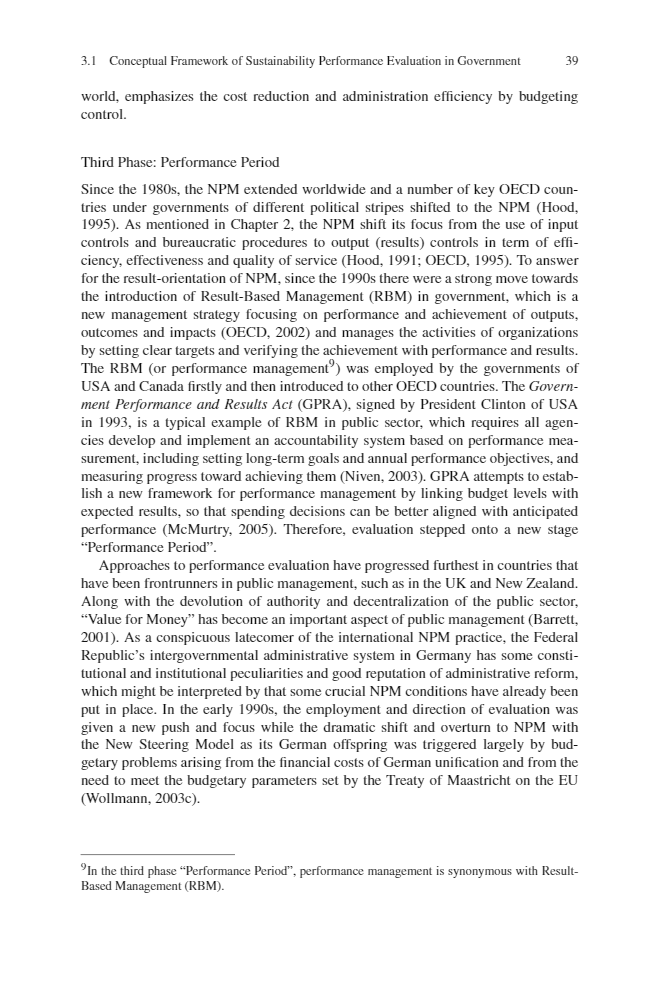 3.1 Conceptual Framework of Sustainability Performance Evaluation in Government 39
world, emphasizes the cost reduction and administration efficiency by budgeting
control.
Third Phase: Performance Period
Since the 1980s, the NPM extended worldwide and a number of key OECD coun-
tries under governments of different political stripes shifted to the NPM (Hood,
1995). As mentioned in Chapter 2, the NPM shift its focus from the use of input
controls and bureaucratic procedures to output (results) controls in term of effi-
ciency, effectiveness and quality of service (Hood, 1991; OECD, 1995). To answer
for the result-orientation of NPM, since the 1990s there were a strong move towards
the introduction of Result-Based Management (RBM) in government, which is a
new management strategy focusing on performance and achievement of outputs,
outcomes and impacts (OECD, 2002) and manages the activities of organizations
by setting clear targets and verifying the achievement with performance and results.
The RBM (or performance management⁹) was employed by the governments of
USA and Canada firstly and then introduced to other OECD countries. The Govern-
ment Performance and Results Act (GPRA), signed by President Clinton of USA
in 1993, is a typical example of RBM in public sector, which requires all agen-
cies develop and implement an accountability system based on performance mea-
surement, including setting long-term goals and annual performance objectives, and
measuring progress toward achieving them (Niven, 2003). GPRA attempts to estab-
lish a new framework for performance management by linking budget levels with
expected results, so that spending decisions can be better aligned with anticipated
performance (McMurtry, 2005). Therefore, evaluation stepped onto a new stage
“Performance Period”.
Approaches to performance evaluation have progressed furthest in countries that
have been frontrunners in public management, such as in the UK and New Zealand.
Along with the devolution of authority and decentralization of the public sector,
“Value for Money” has become an important aspect of public management (Barrett,
2001). As a conspicuous latecomer of the international NPM practice, the Federal
Republic’s intergovernmental administrative system in Germany has some consti-
tutional and institutional peculiarities and good reputation of administrative reform,
which might be interpreted by that some crucial NPM conditions have already been
put in place. In the early 1990s, the employment and direction of evaluation was
given a new push and focus while the dramatic shift and overturn to NPM with
the New Steering Model as its German offspring was triggered largely by bud-
getary problems arising from the financial costs of German unification and from the
need to meet the budgetary parameters set by the Treaty of Maastricht on the EU
(Wollmann, 2003c).
⁹In the third phase “Performance Period”, performance management is synonymous with Result-
Based Management (RBM).